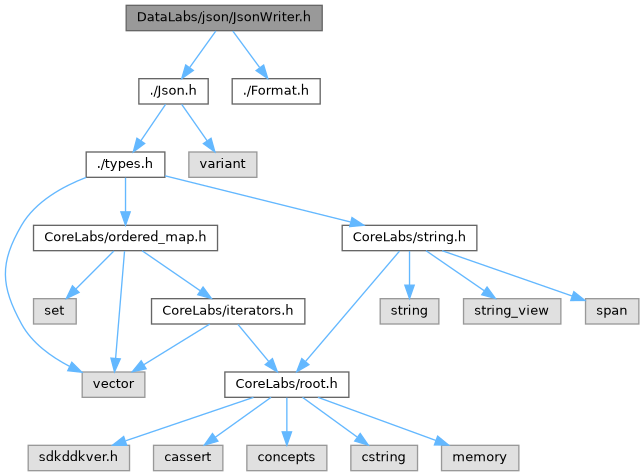 DataLabs/json/JsonWriter.h
./Json.h
./Format.h
./types.h
variant
CoreLabs/ordered_map.h
CoreLabs/string.h
set
CoreLabs/iterators.h
string
string_view
span
vector
CoreLabs/root.h
sdkddkver.h
cassert
concepts
cstring
memory